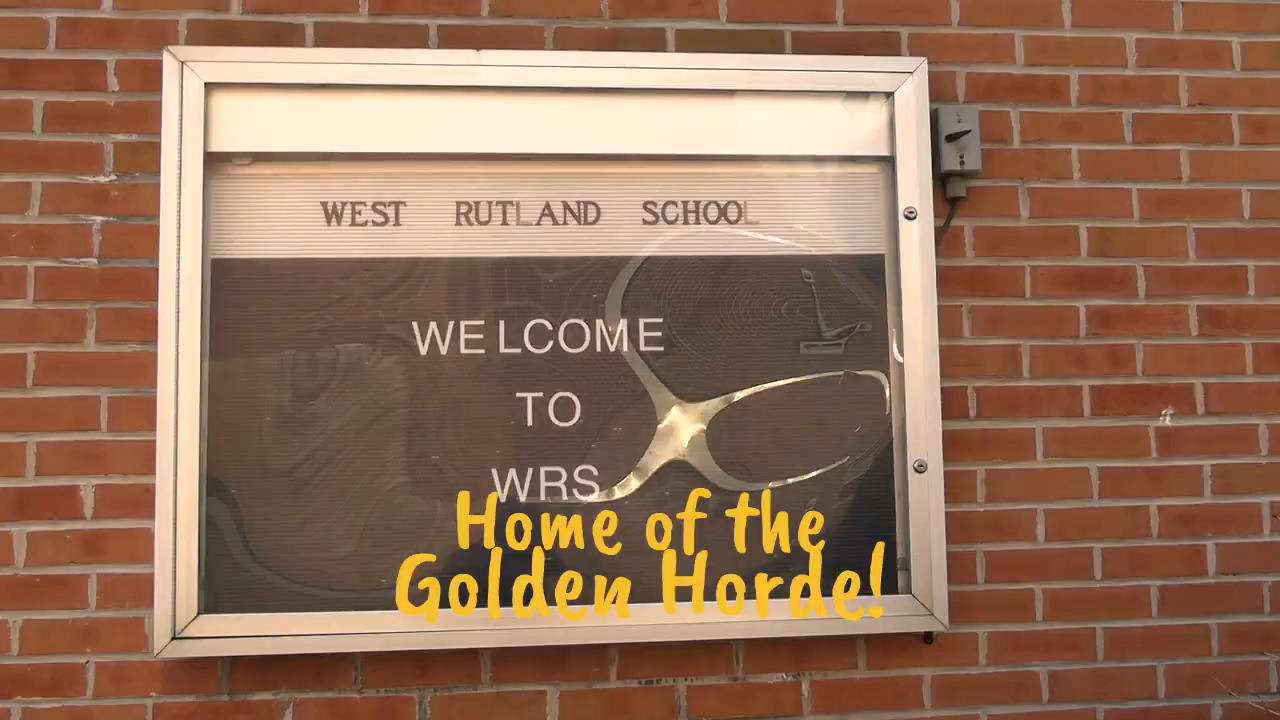 WEST RUTLAND SCHOOL
WELCOME
TO
WRS
Home of the
Golden Horde!